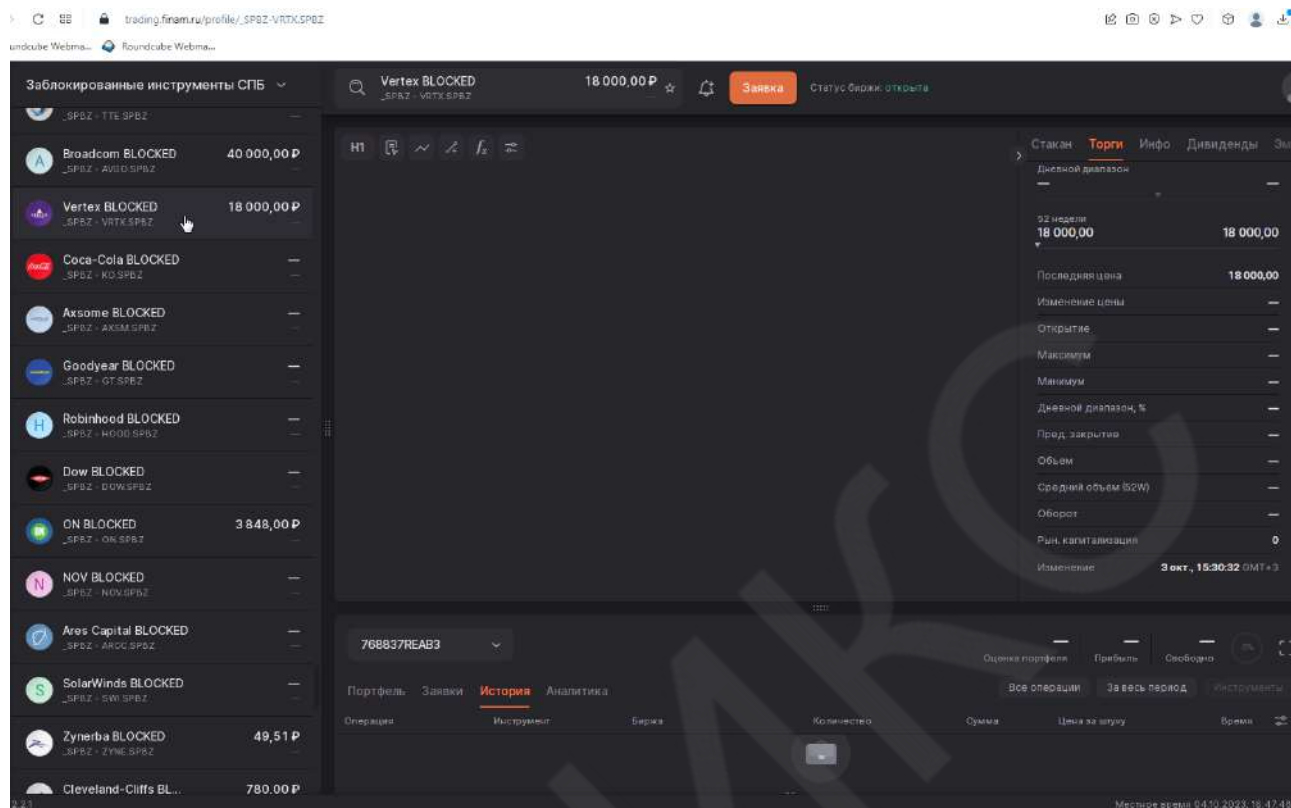 trading.finam.ru/profile/_SPBZ-VRTX.SPBZ
undcube Webma... Roundcube Webma...
Заблокированные инструменты СПБ
_SPBZ - TTE.SPBZ —
A Broadcom BLOCKED 40 000,00 ₽
_SPBZ - AVGO.SPBZ —
Vertex BLOCKED 18 000,00 ₽
_SPBZ - VRTX.SPBZ —
Coca-Cola BLOCKED —
_SPBZ - KO.SPBZ —
Axsome BLOCKED —
_SPBZ - AXSM.SPBZ —
Goodyear BLOCKED —
_SPBZ - GT.SPBZ —
H Robinhood BLOCKED —
_SPBZ - HOOD.SPBZ —
Dow BLOCKED —
_SPBZ - DOW.SPBZ —
ON BLOCKED 3 848,00 ₽
_SPBZ - ON.SPBZ —
N NOV BLOCKED —
_SPBZ - NOV.SPBZ —
Ares Capital BLOCKED —
_SPBZ - ARCC.SPBZ —
S SolarWinds BLOCKED —
_SPBZ - SWI.SPBZ —
Zynerba BLOCKED 49,51 ₽
_SPBZ - ZYNE.SPBZ —
Cleveland-Cliffs BL... 780,00 ₽
Vertex BLOCKED 18 000,00 ₽
_SPBZ - VRTX.SPBZ —
Заявка
Статус биржи: открыта
H1
Стакан Торги Инфо Дивиденды Эм
Дневной диапазон
— —
52 недели
18 000,00 18 000,00
Последняя цена 18 000,00
Изменение цены —
Открытие —
Максимум —
Минимум —
Дневной диапазон, % —
Пред. закрытие —
Объем —
Средний объем (52W) —
Оборот —
Рын. капитализация 0
Изменение 3 окт., 15:30:32 GMT+3
768837REAB3
— — —
Оценка портфеля Прибыль Свободно
Портфель Заявки История Аналитика
Все операции За весь период Инструменты
Операция Инструмент Биржа Количество Сумма Цена за штуку Время
2.21
Местное время 04.10.2023, 16:47:46
МКС